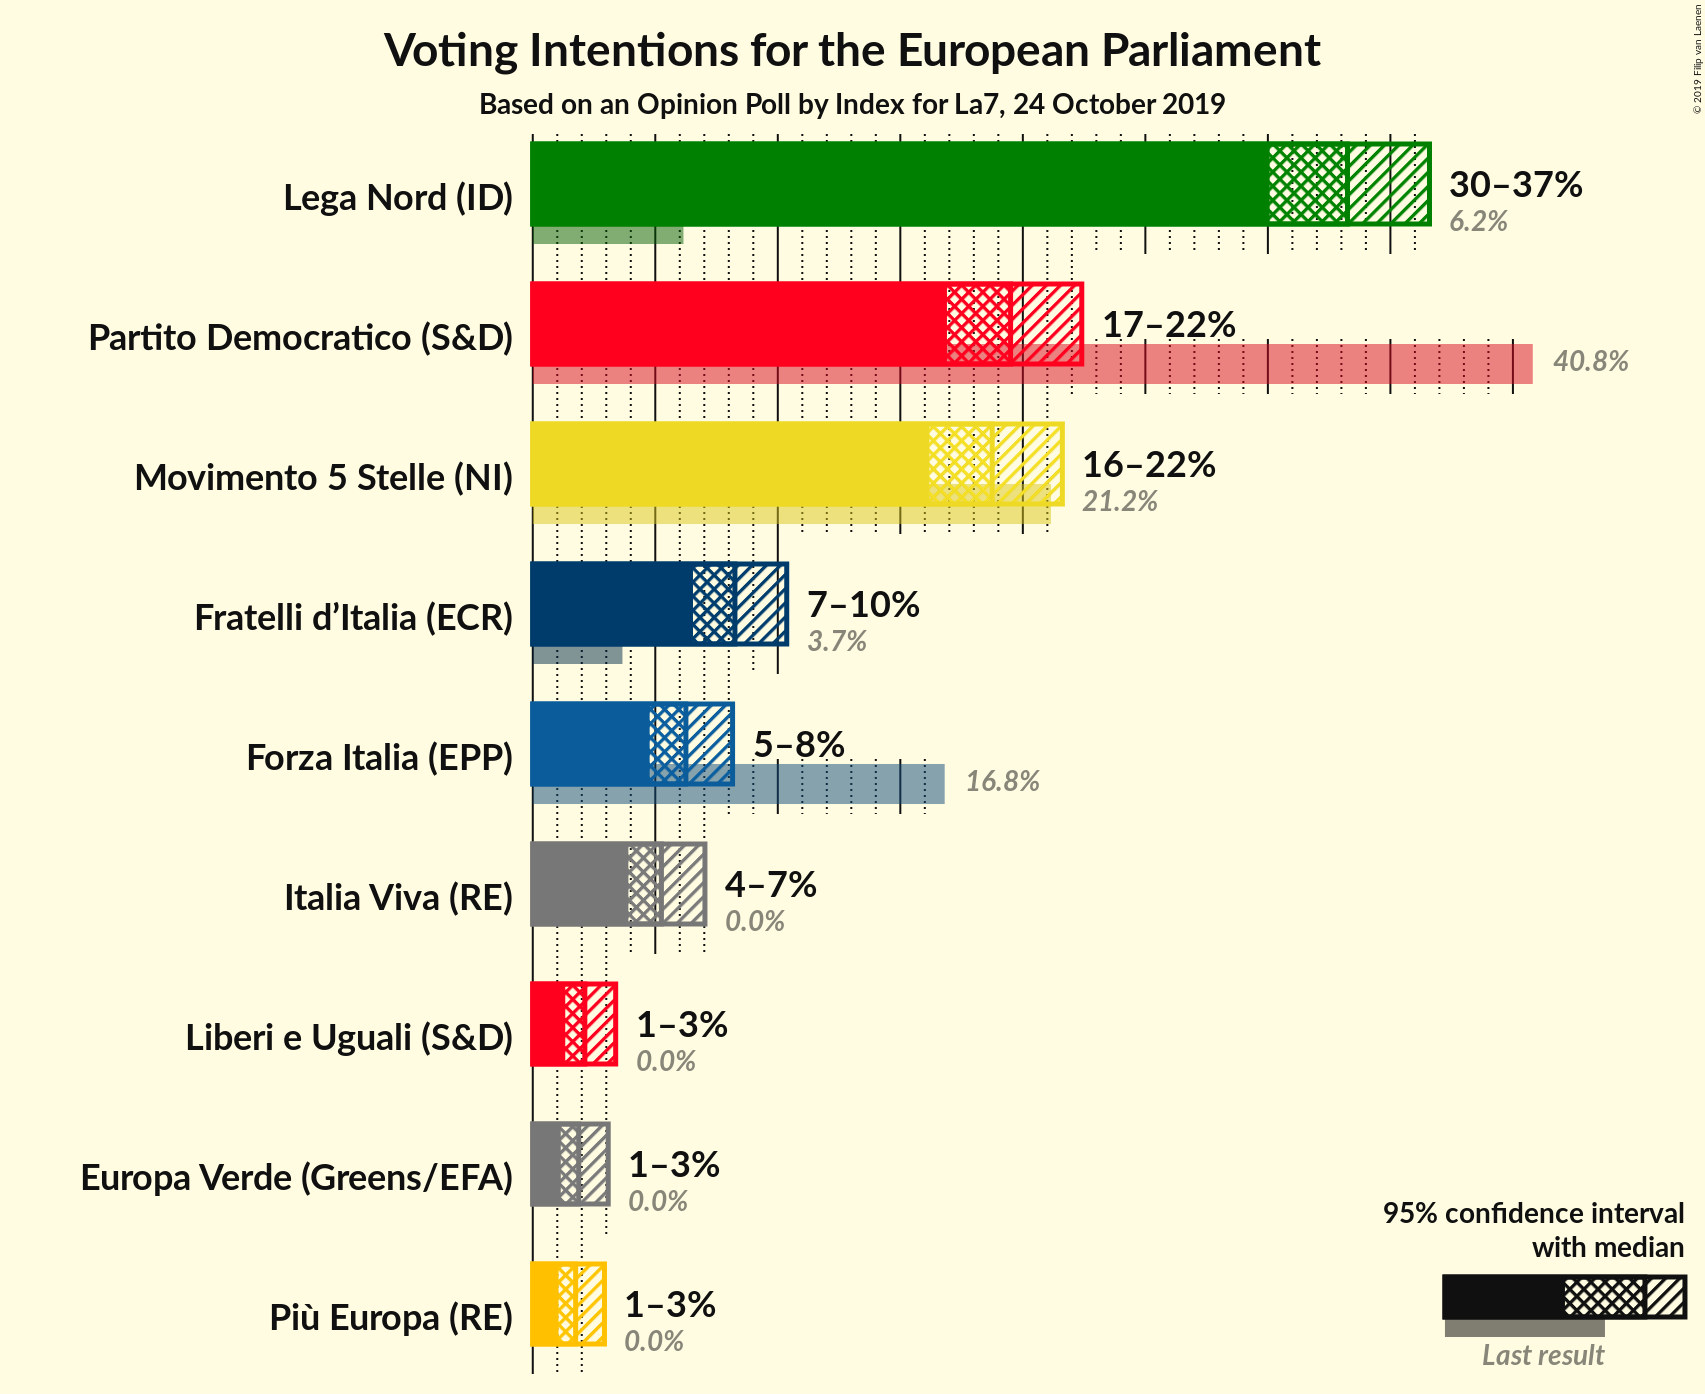 Voting Intentions for the European Parliament
Based on an Opinion Poll by Index for La7, 24 October 2019
© 2019 Filip van Laenen
Lega Nord (ID)
30–37%
6.2%
Partito Democratico (S&D)
17–22%
40.8%
Movimento 5 Stelle (NI)
16–22%
21.2%
Fratelli d’Italia (ECR)
7–10%
3.7%
Forza Italia (EPP)
5–8%
16.8%
Italia Viva (RE)
4–7%
0.0%
Liberi e Uguali (S&D)
1–3%
0.0%
Europa Verde (Greens/EFA)
1–3%
0.0%
Più Europa (RE)
1–3%
0.0%
95% confidence interval
with median
Last result